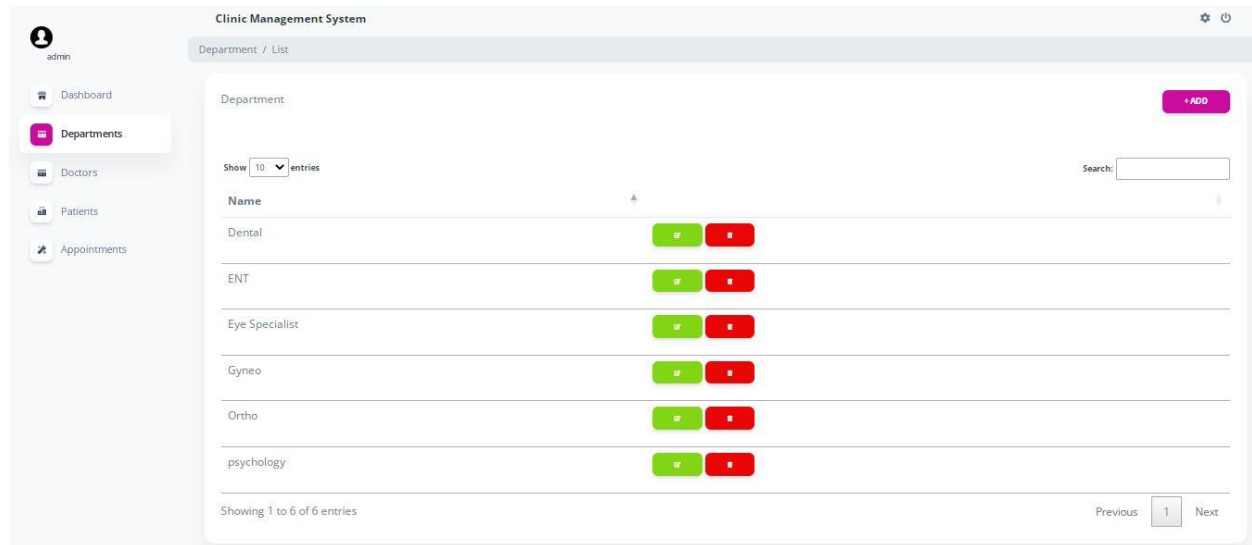 Clinic Management System
admin
Department / List
Dashboard
Departments
Doctors
Patients
Appointments
Department
+ ADD
Show 10 entries
Search:
Name
Dental
ENT
Eye Specialist
Gyneo
Ortho
psychology
Showing 1 to 6 of 6 entries
Previous 1 Next